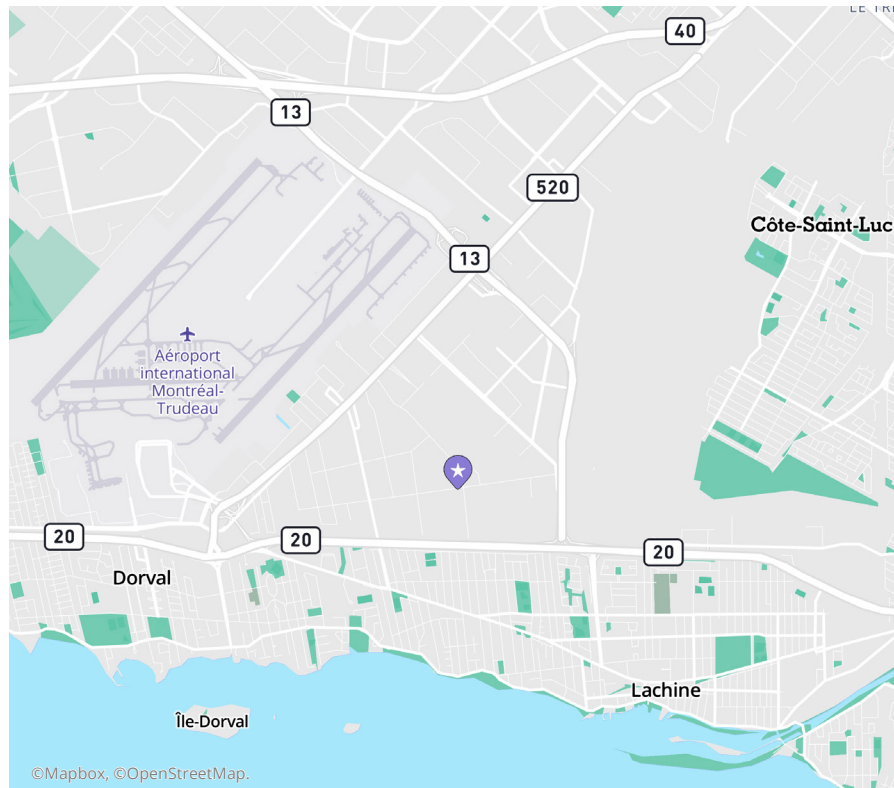 40
13
520
Côte-Saint-Luc
13
Aéroport
international
Montréal-
Trudeau
20
20
20
Dorval
Lachine
Île-Dorval
©Mapbox, ©OpenStreetMap.